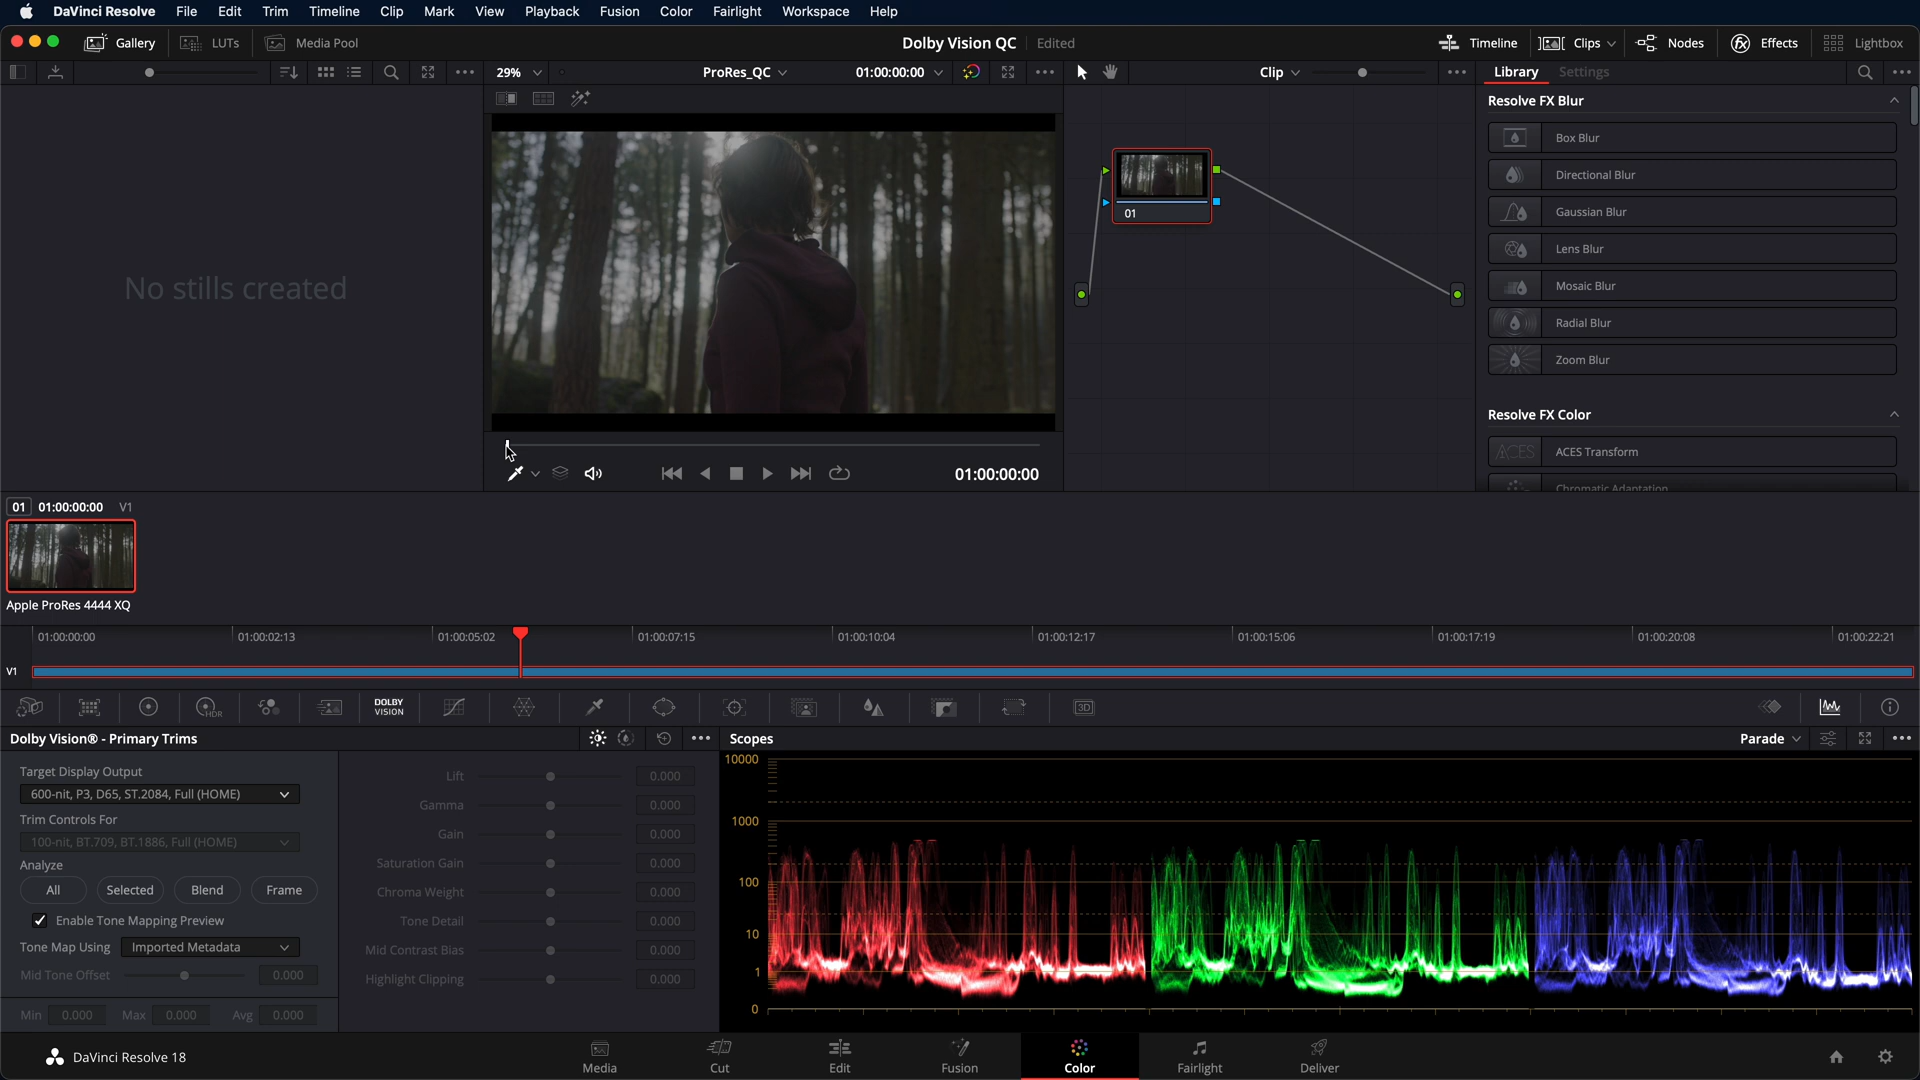 DaVinci Resolve File Edit Trim Timeline Clip Mark View Playback Fusion Color Fairlight Workspace Help
Gallery LUTs Media Pool Dolby Vision QC Edited Timeline Clips Nodes Effects Lightbox
29% ProRes_QC 01:00:00:00 Clip Library Settings
Resolve FX Blur
Box Blur
Directional Blur
Gaussian Blur
Lens Blur
Mosaic Blur
Radial Blur
Zoom Blur
Resolve FX Color
ACES ACES Transform
Chromatic Adaptation
No stills created
01
01:00:00:00
01 01:00:00:00 V1
Apple ProRes 4444 XQ
01:00:00:00 01:00:02:13 01:00:05:02 01:00:07:15 01:00:10:04 01:00:12:17 01:00:15:06 01:00:17:19 01:00:20:08 01:00:22:21
V1
HDR DOLBY VISION 3D
Dolby Vision® - Primary Trims Scopes Parade
Target Display Output
600-nit, P3, D65, ST.2084, Full (HOME)
Trim Controls For
100-nit, BT.709, BT.1886, Full (HOME)
Analyze
All Selected Blend Frame
Enable Tone Mapping Preview
Tone Map Using Imported Metadata
Mid Tone Offset 0.000
Min 0.000 Max 0.000 Avg 0.000
Lift 0.000
Gamma 0.000
Gain 0.000
Saturation Gain 0.000
Chroma Weight 0.000
Tone Detail 0.000
Mid Contrast Bias 0.000
Highlight Clipping 0.000
10000
1000
100
10
1
0
DaVinci Resolve 18 Media Cut Edit Fusion Color Fairlight Deliver